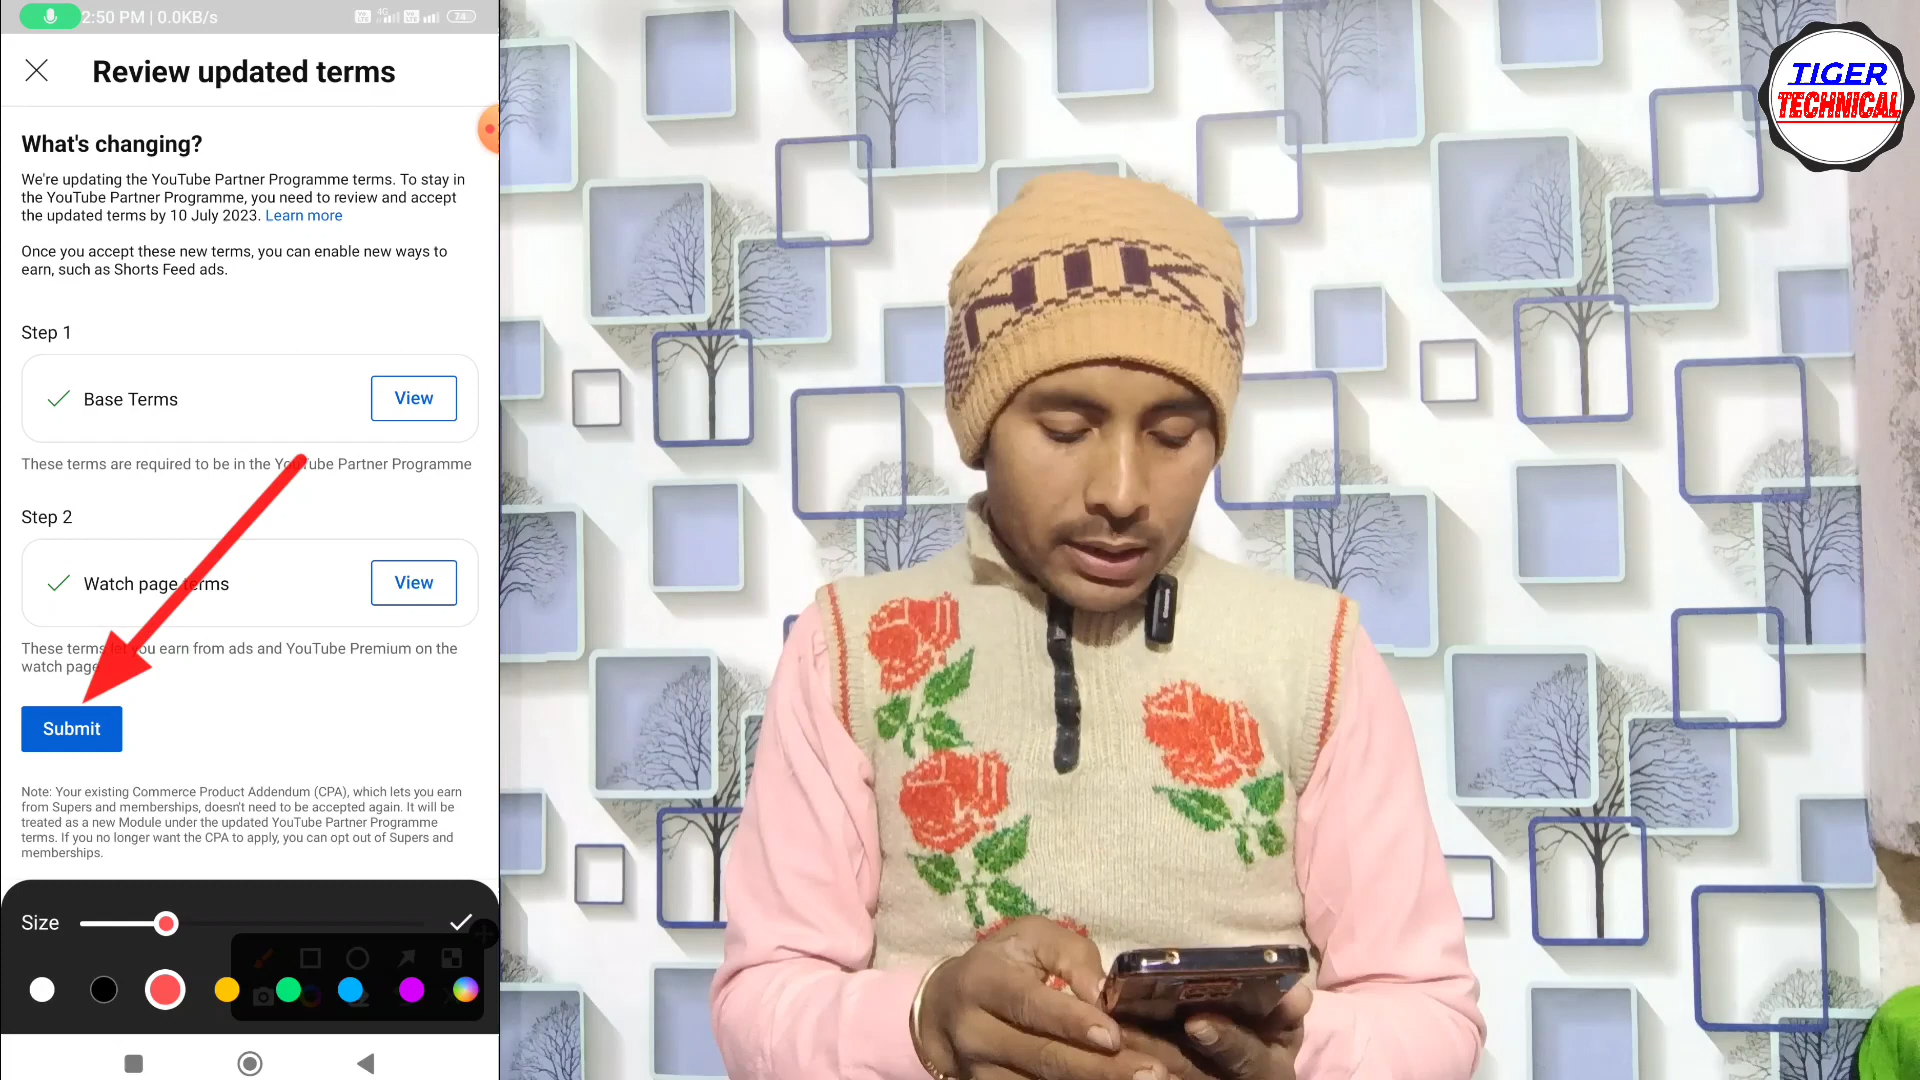 2:50 PM | 0.0KB/s
4G
74
Review updated terms
What's changing?
We're updating the YouTube Partner Programme terms. To stay in
the YouTube Partner Programme, you need to review and accept
the updated terms by 10 July 2023. Learn more
Once you accept these new terms, you can enable new ways to
earn, such as Shorts Feed ads.
Step 1
Base Terms
View
These terms are required to be in the YouTube Partner Programme
Step 2
Watch page terms
View
These terms let you earn from ads and YouTube Premium on the
watch page
Submit
Note: Your existing Commerce Product Addendum (CPA), which lets you earn
from Supers and memberships, doesn't need to be accepted again. It will be
treated as a new Module under the updated YouTube Partner Programme
terms. If you no longer want the CPA to apply, you can opt out of Supers and
memberships.
Size
TIGER
TECHNICAL